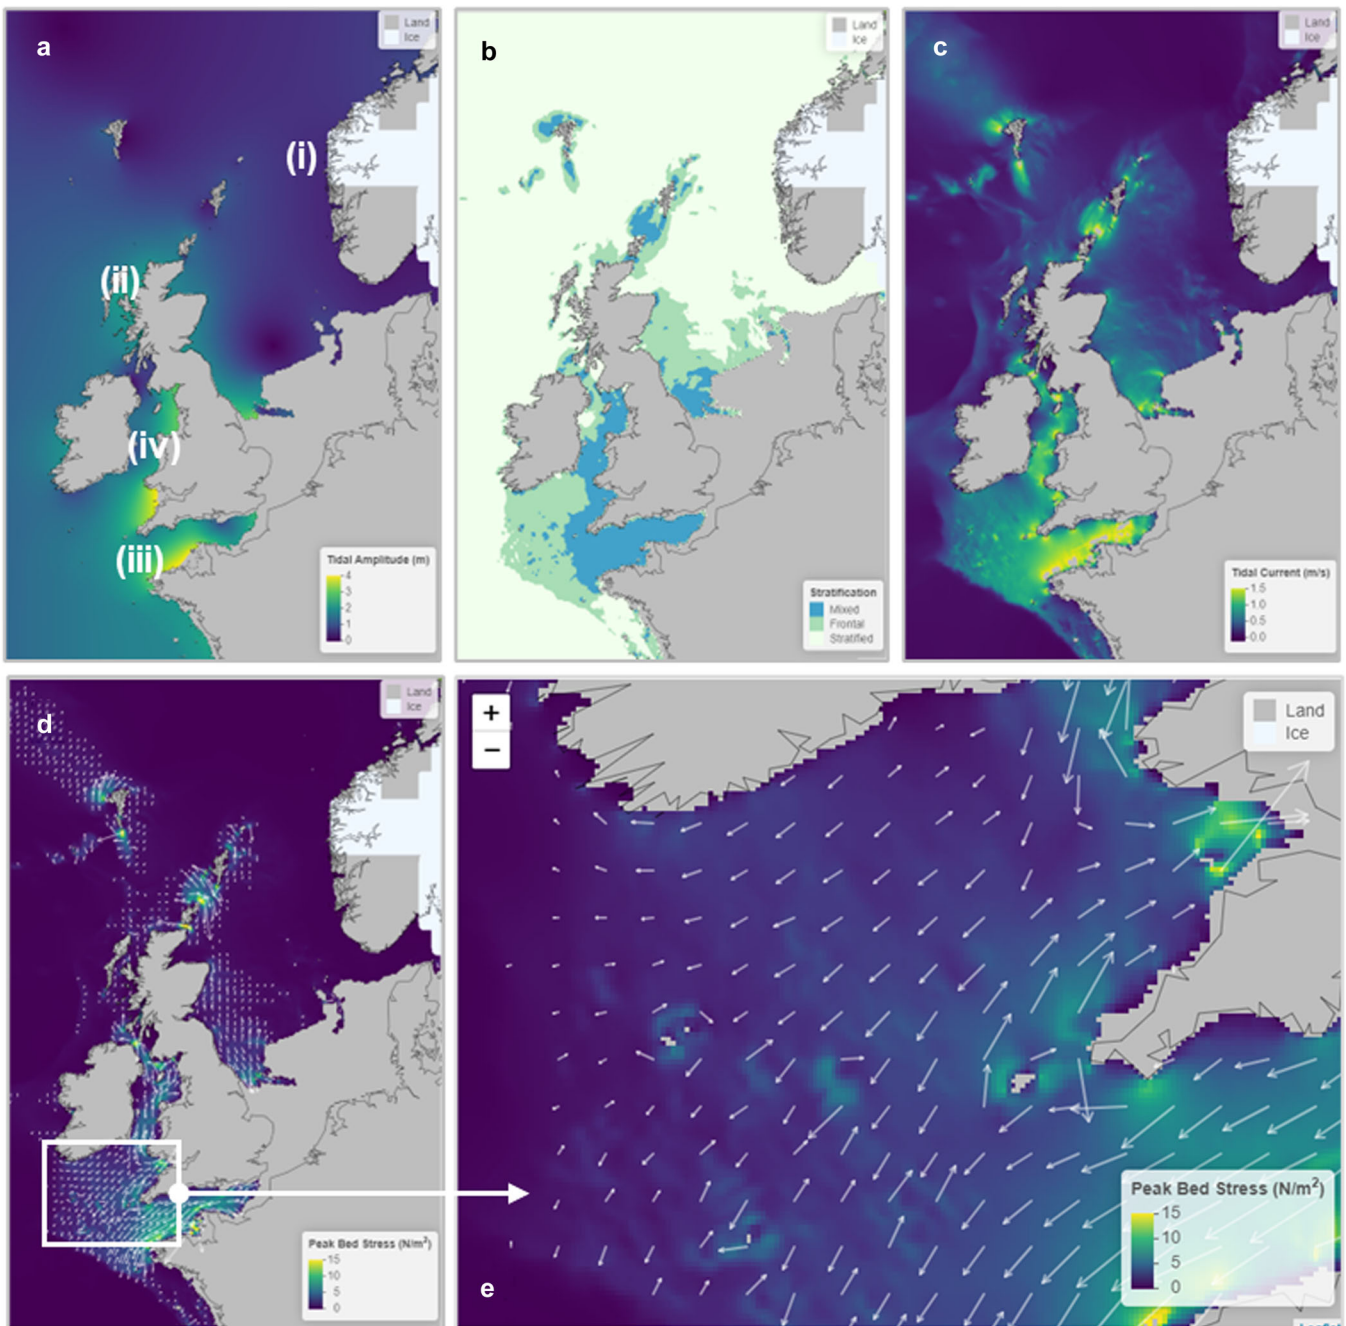 a
Land
Ice
(i)
(ii)
(iv)
(iii)
Tidal Amplitude (m)
4
3
2
1
0
b
Land
Ice
Stratification
Mixed
Frontal
Stratified
c
Land
Ice
Tidal Current (m/s)
1.5
1.0
0.5
0.0
d
Land
Ice
Peak Bed Stress (N/m²)
15
10
5
0
+
−
Land
Ice
Peak Bed Stress (N/m²)
15
10
5
0
e